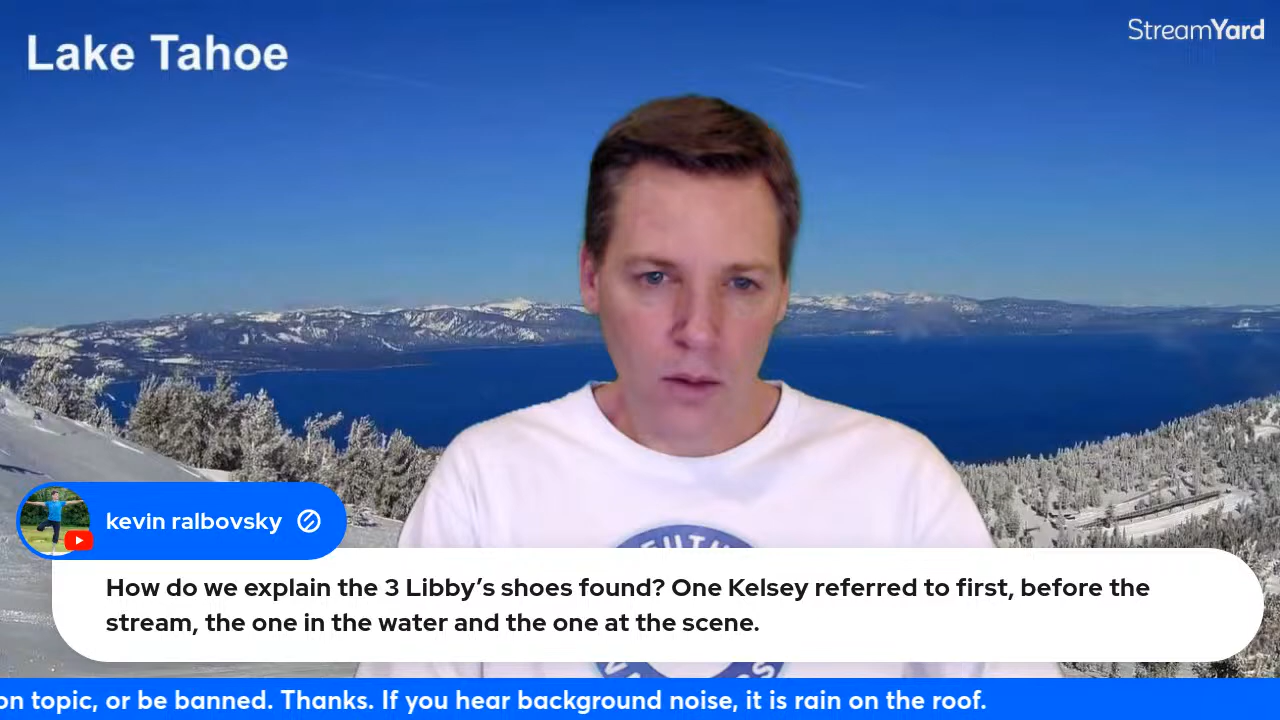 Lake Tahoe
StreamYard
kevin ralbovsky
How do we explain the 3 Libby’s shoes found? One Kelsey referred to first, before the
stream, the one in the water and the one at the scene.
on topic, or be banned. Thanks. If you hear background noise, it is rain on the roof.